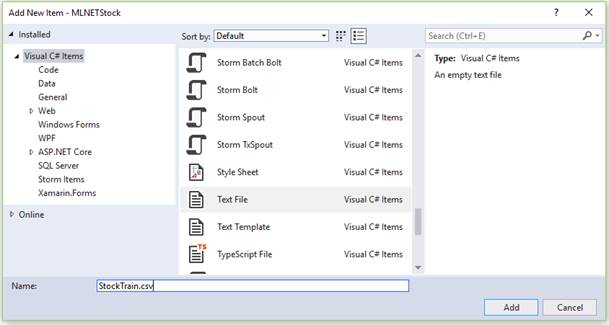 Add New Item - MLNETStock
? ×
Installed
Sort by: Default
Search (Ctrl+E)
Visual C# Items
Code
Data
General
Web
Windows Forms
WPF
ASP.NET Core
SQL Server
Storm Items
Xamarin.Forms
Online
Storm Batch Bolt Visual C# Items
Storm Bolt Visual C# Items
Storm Spout Visual C# Items
Storm TxSpout Visual C# Items
Style Sheet Visual C# Items
Text File Visual C# Items
Text Template Visual C# Items
TS
TypeScript File Visual C# Items
Type: Visual C# Items
An empty text file
Name: StockTrain.csv
Add Cancel